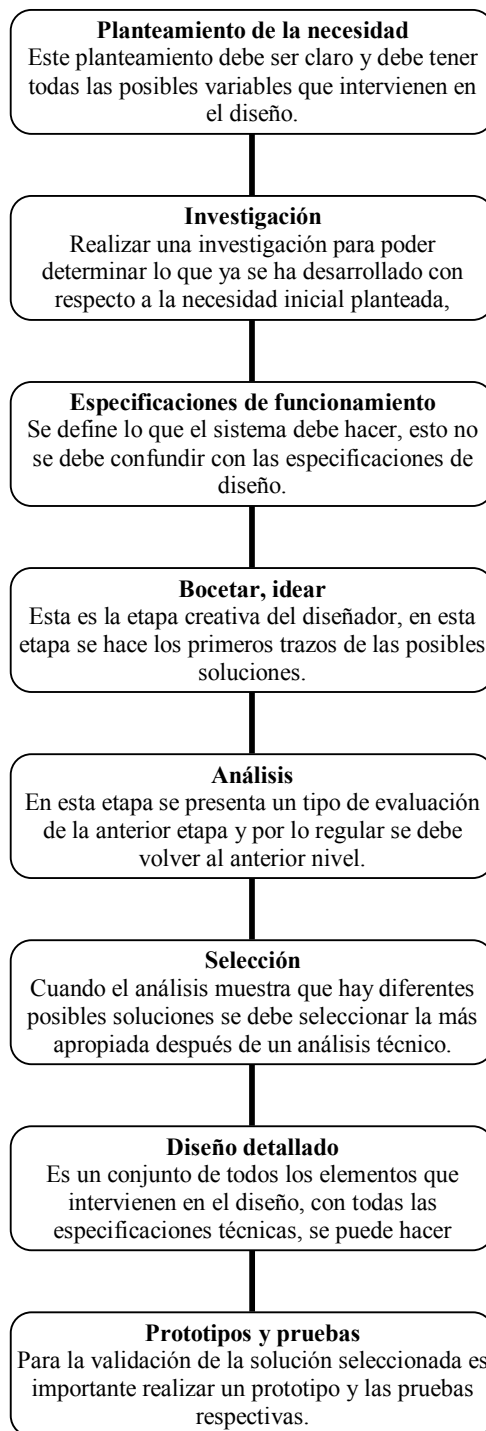 Planteamiento de la necesidad
Este planteamiento debe ser claro y debe tener
todas las posibles variables que intervienen en
el diseño.
Investigación
Realizar una investigación para poder
determinar lo que ya se ha desarrollado con
respecto a la necesidad inicial planteada,
Especificaciones de funcionamiento
Se define lo que el sistema debe hacer, esto no
se debe confundir con las especificaciones de
diseño.
Bocetar, idear
Esta es la etapa creativa del diseñador, en esta
etapa se hace los primeros trazos de las posibles
soluciones.
Análisis
En esta etapa se presenta un tipo de evaluación
de la anterior etapa y por lo regular se debe
volver al anterior nivel.
Selección
Cuando el análisis muestra que hay diferentes
posibles soluciones se debe seleccionar la más
apropiada después de un análisis técnico.
Diseño detallado
Es un conjunto de todos los elementos que
intervienen en el diseño, con todas las
especificaciones técnicas, se puede hacer
Prototipos y pruebas
Para la validación de la solución seleccionada es
importante realizar un prototipo y las pruebas
respectivas.